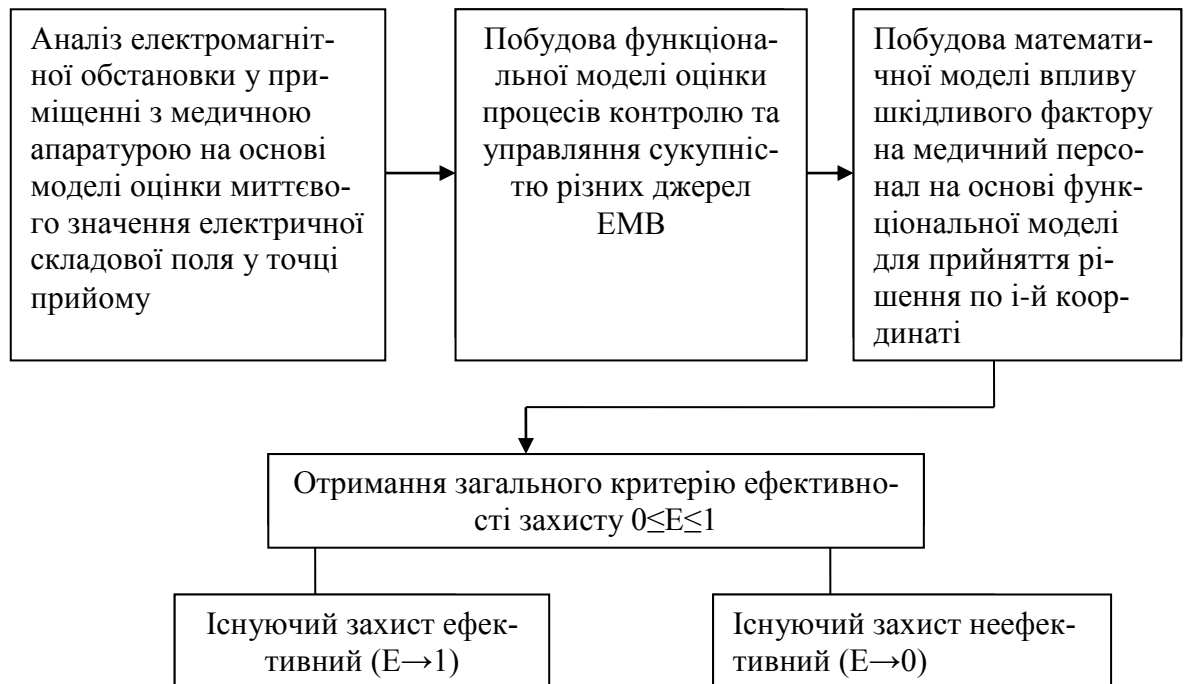 Аналіз електромагніт-
ної обстановки у при-
міщенні з медичною
апаратурою на основі
моделі оцінки миттєво-
го значення електричної
складової поля у точці
прийому
Побудова функціона-
льної моделі оцінки
процесів контролю та
управляння сукупніс-
тю різних джерел
ЕМВ
Побудова математи-
чної моделі впливу
шкідливого фактору
на медичний персо-
нал на основі функ-
ціональної моделі
для прийняття рі-
шення по і-й коор-
динаті
Отримання загального критерію ефективно-
сті захисту 0≤Е≤1
Існуючий захист ефек-
тивний (Е→1)
Існуючий захист неефек-
тивний (Е→0)